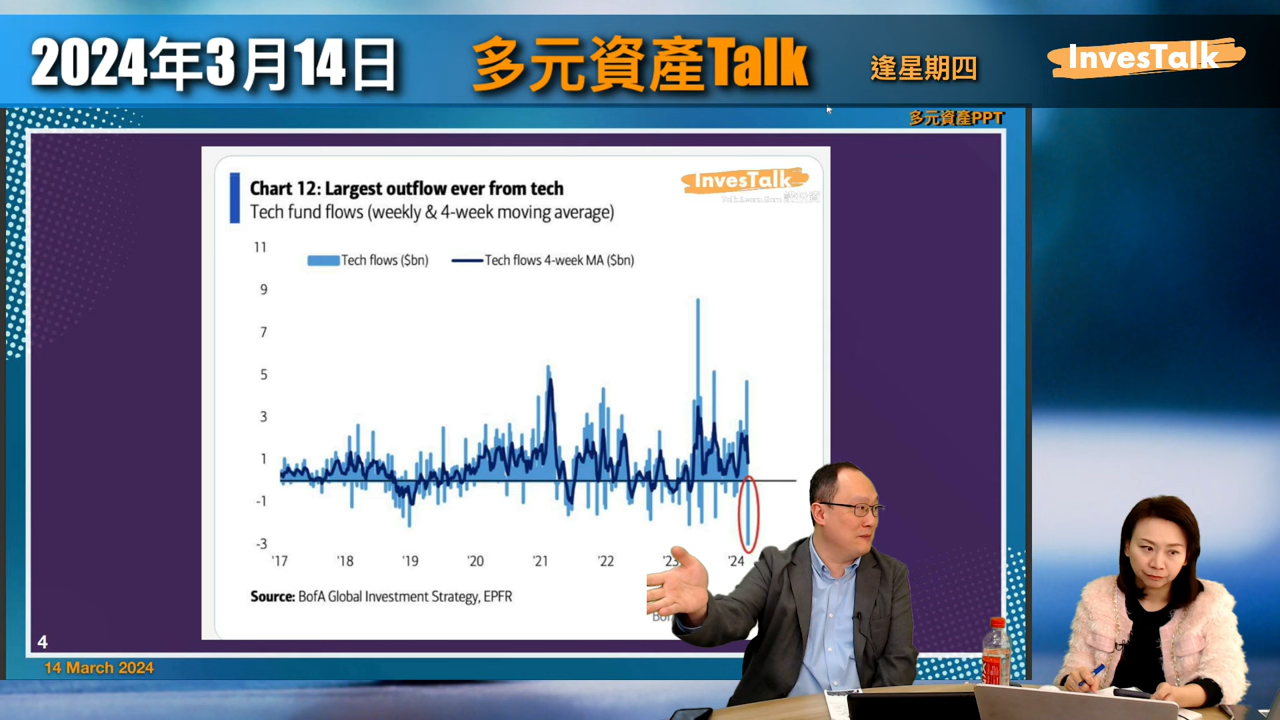 2024年3月14日
多元資產Talk
逢星期四
InvesTalk
多元資產PPT
Chart 12: Largest outflow ever from tech
InvesTalk
Tech fund flows (weekly & 4-week moving average)
11
Tech flows ($bn)
Tech flows 4-week MA ($bn)
9
7
5
3
1
-1
-3
'17
'18
'19
'20
'21
'22
'23
'24
Source: BofA Global Investment Strategy, EPFR
4
14 March 2024